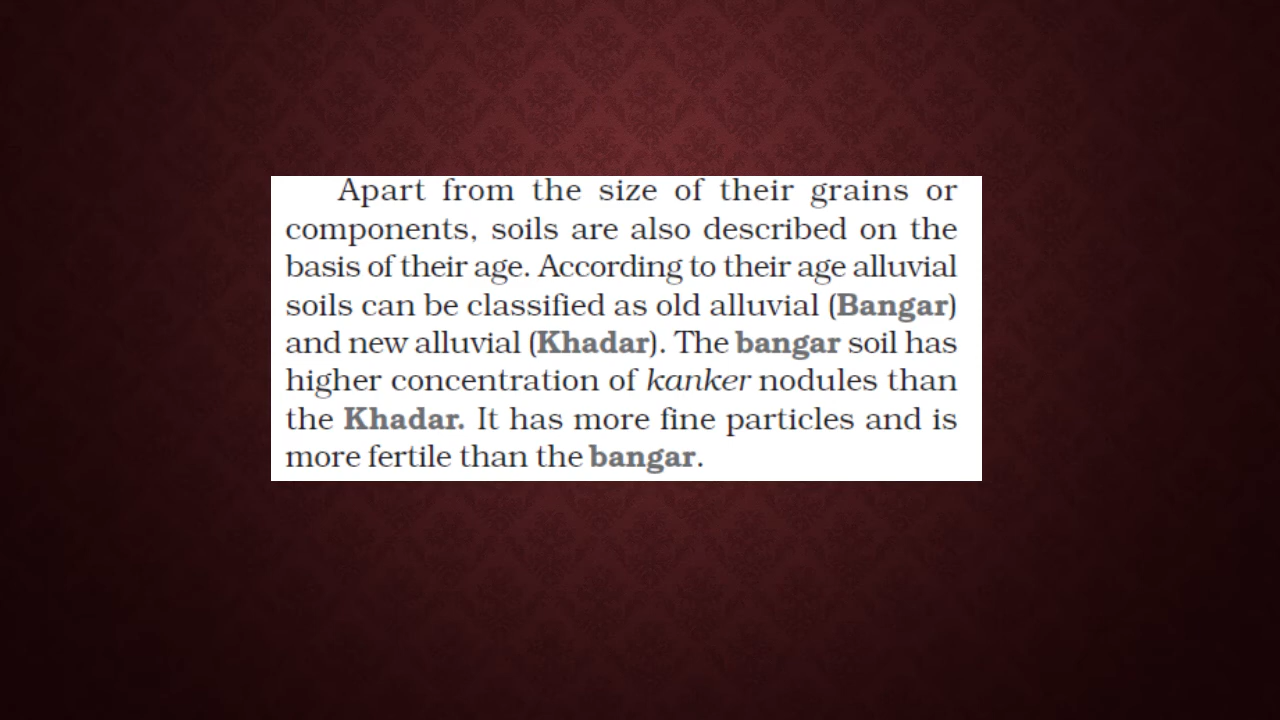 Apart from the size of their grains or
components, soils are also described on the
basis of their age. According to their age alluvial
soils can be classified as old alluvial (Bangar)
and new alluvial (Khadar). The bangar soil has
higher concentration of kanker nodules than
the Khadar. It has more fine particles and is
more fertile than the bangar.